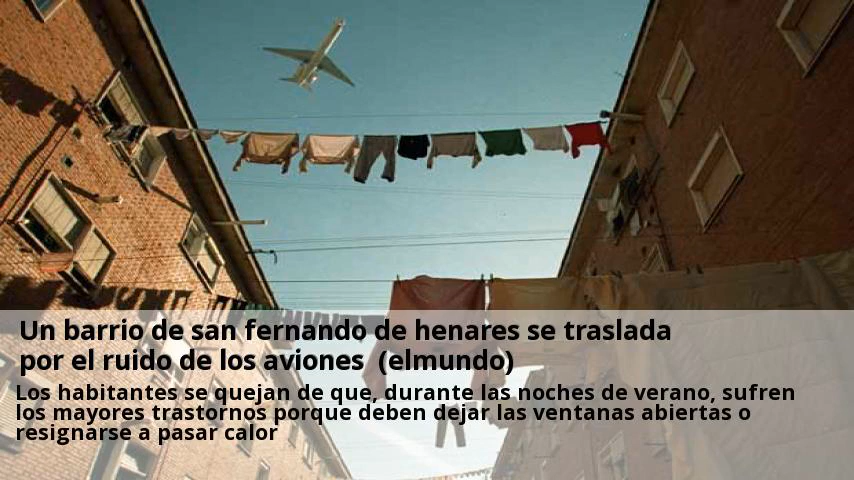 Un barrio de san fernando de henares se traslada
por el ruido de los aviones (elmundo)
Los habitantes se quejan de que, durante las noches de verano, sufren
los mayores trastornos porque deben dejar las ventanas abiertas o
resignarse a pasar calor